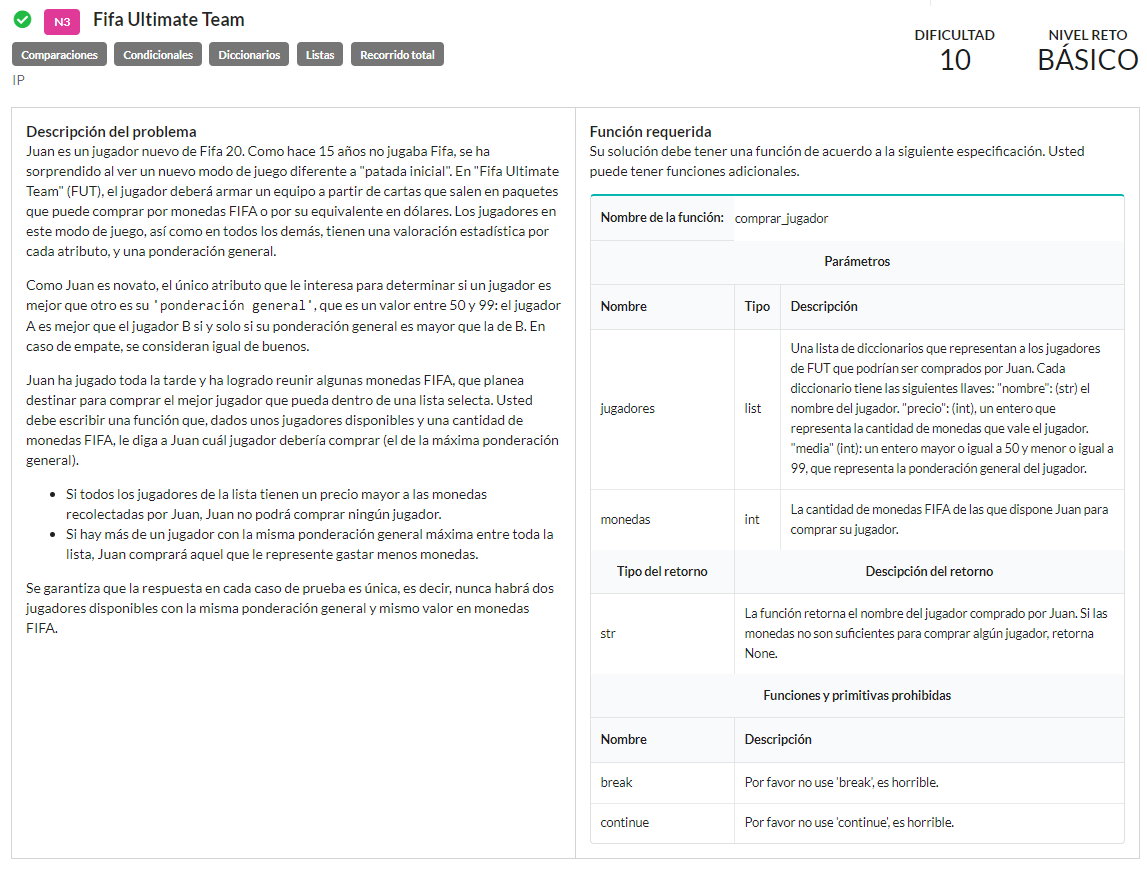 N3 Fifa Ultimate Team
Comparaciones Condicionales Diccionarios Listas Recorrido total
IP
DIFICULTAD
10
NIVEL RETO
BÁSICO
Descripción del problema
Juan es un jugador nuevo de Fifa 20. Como hace 15 años no jugaba Fifa, se ha
sorprendido al ver un nuevo modo de juego diferente a "patada inicial". En "Fifa Ultimate
Team" (FUT), el jugador deberá armar un equipo a partir de cartas que salen en paquetes
que puede comprar por monedas FIFA o por su equivalente en dólares. Los jugadores en
este modo de juego, así como en todos los demás, tienen una valoración estadística por
cada atributo, y una ponderación general.
Como Juan es novato, el único atributo que le interesa para determinar si un jugador es
mejor que otro es su 'ponderación general', que es un valor entre 50 y 99: el jugador
A es mejor que el jugador B si y solo si su ponderación general es mayor que la de B. En
caso de empate, se consideran igual de buenos.
Juan ha jugado toda la tarde y ha logrado reunir algunas monedas FIFA, que planea
destinar para comprar el mejor jugador que pueda dentro de una lista selecta. Usted
debe escribir una función que, dados unos jugadores disponibles y una cantidad de
monedas FIFA, le diga a Juan cuál jugador debería comprar (el de la máxima ponderación
general).
• Si todos los jugadores de la lista tienen un precio mayor a las monedas
recolectadas por Juan, Juan no podrá comprar ningún jugador.
• Si hay más de un jugador con la misma ponderación general máxima entre toda la
lista, Juan comprará aquel que le represente gastar menos monedas.
Se garantiza que la respuesta en cada caso de prueba es única, es decir, nunca habrá dos
jugadores disponibles con la misma ponderación general y mismo valor en monedas
FIFA.
Función requerida
Su solución debe tener una función de acuerdo a la siguiente especificación. Usted
puede tener funciones adicionales.
Nombre de la función: comprar_jugador
Parámetros
Nombre Tipo Descripción
jugadores list
Una lista de diccionarios que representan a los jugadores
de FUT que podrían ser comprados por Juan. Cada
diccionario tiene las siguientes llaves: "nombre": (str) el
nombre del jugador. "precio": (int), un entero que
representa la cantidad de monedas que vale el jugador.
"media" (int): un entero mayor o igual a 50 y menor o igual a
99, que representa la ponderación general del jugador.
monedas int
La cantidad de monedas FIFA de las que dispone Juan para
comprar su jugador.
Tipo del retorno Descipción del retorno
str
La función retorna el nombre del jugador comprado por Juan. Si las
monedas no son suficientes para comprar algún jugador, retorna
None.
Funciones y primitivas prohibidas
Nombre Descripción
break Por favor no use 'break', es horrible.
continue Por favor no use 'continue', es horrible.